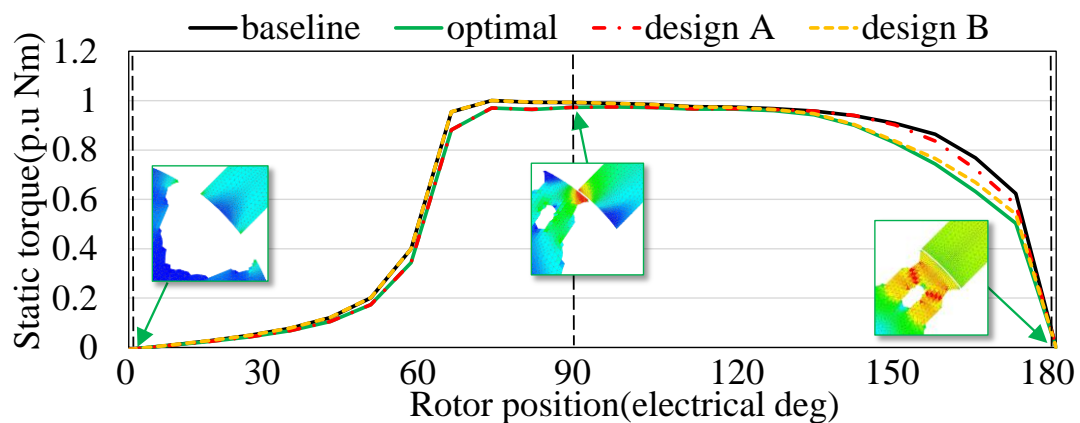 baseline optimal design A design B
Static torque(p.u Nm)
1.2
1
0.8
0.6
0.4
0.2
0
0 30 60 90 120 150 180
Rotor position(electrical deg)